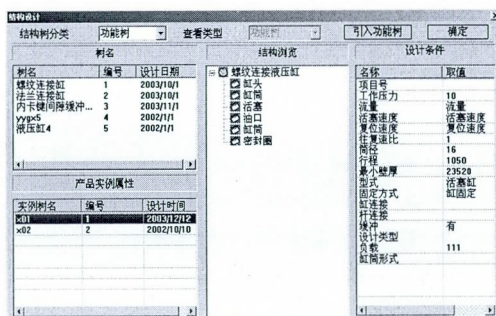 结构设计
结构树分类 功能树 查看类型 功能树 引入功能树 确定
树名
树名 编号 设计日期
螺纹连接缸 1 2003/10/1
法兰连接缸 2 2003/10/1
内卡键间隙缓冲... 3 2003/11/1
yygx5 4 2002/1/1
液压缸4 5 2002/1/1
产品实例属性
实例树名 编号 设计时间
x01 1 2003/12/12
x02 2 2002/10/10
结构浏览
螺纹连接液压缸
缸头
缸筒
活塞
油口
缸筒
密封圈
设计条件
名称 取值
项目号
工作压力 10
流量 流量
活塞速度 活塞速度
复位速度 复位速度
往复速比 1
筒径 16
行程 1050
最小壁厚 23520
型式 活塞缸
固定方式 缸固定
缸连接
杆连接
缓冲 有
设计类型
负载 111
缸筒形式